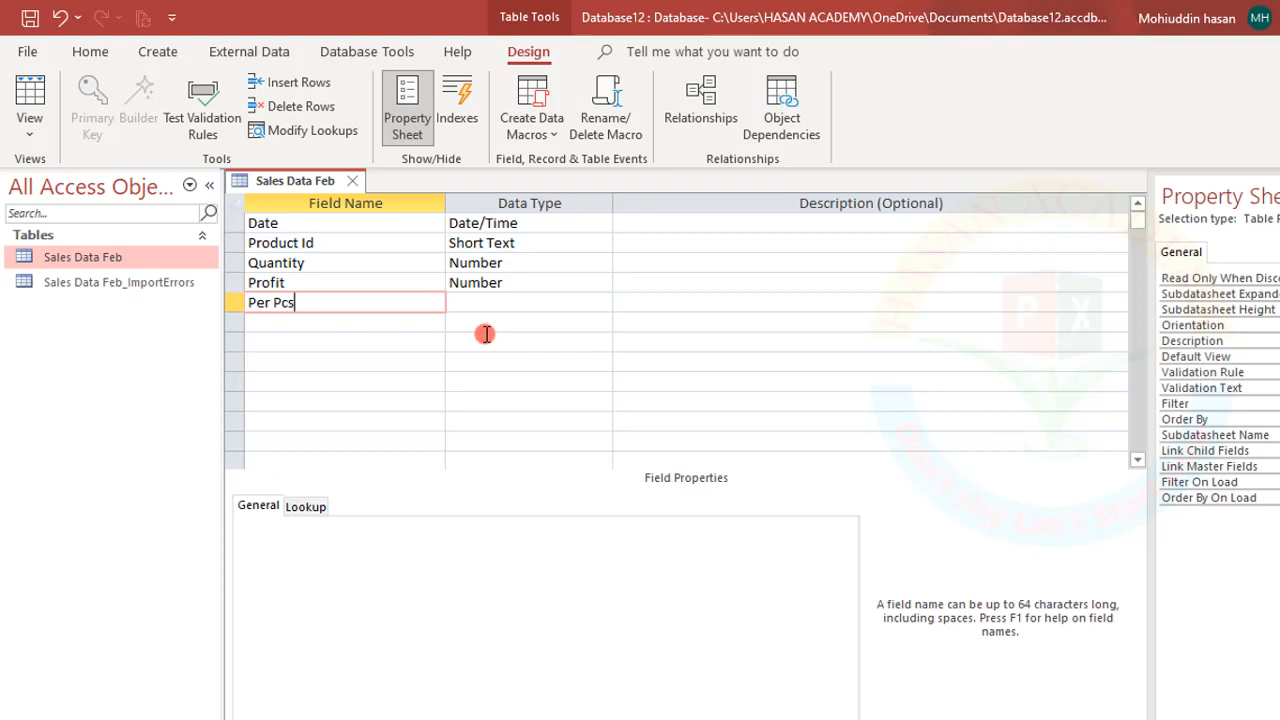 Table Tools
Database12 : Database- C:\Users\HASAN ACADEMY\OneDrive\Documents\Database12.accdb...
Mohiuddin hasan
MH
File
Home
Create
External Data
Database Tools
Help
Design
Tell me what you want to do
View
Primary Key
Builder
Test Validation Rules
Insert Rows
Delete Rows
Modify Lookups
Property Sheet
Indexes
Create Data Macros
Rename/ Delete Macro
Relationships
Object Dependencies
Views
Tools
Show/Hide
Field, Record & Table Events
Relationships
All Access Obje...
Search...
Tables
Sales Data Feb
Sales Data Feb_ImportErrors
Sales Data Feb
Field Name
Data Type
Description (Optional)
Date
Date/Time
Product Id
Short Text
Quantity
Number
Profit
Number
Per Pcs
Field Properties
General
Lookup
A field name can be up to 64 characters long,
including spaces. Press F1 for help on field
names.
Property She
Selection type: Table P
General
Read Only When Disco
Subdatasheet Expand
Subdatasheet Height
Orientation
Description
Default View
Validation Rule
Validation Text
Filter
Order By
Subdatasheet Name
Link Child Fields
Link Master Fields
Filter On Load
Order By On Load
P X